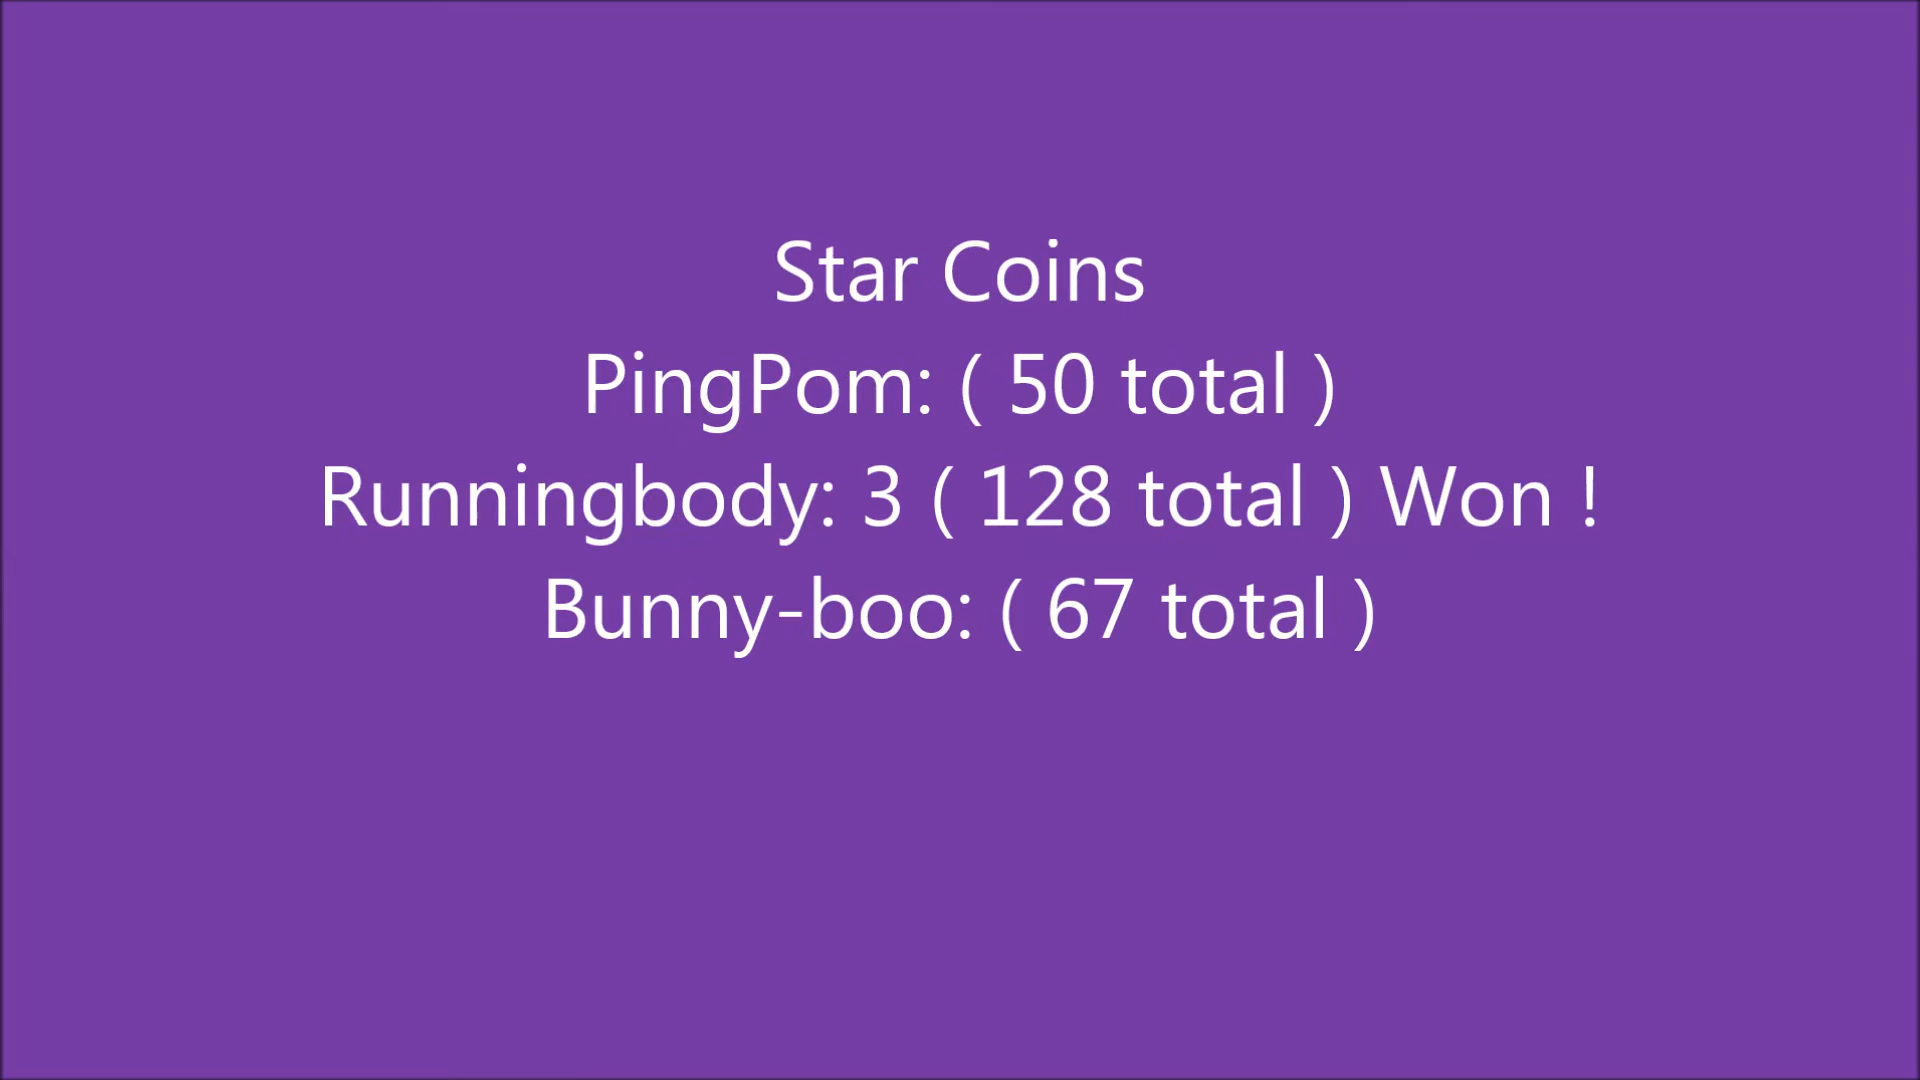 Star Coins
PingPom: ( 50 total )
Runningbody: 3 ( 128 total ) Won !
Bunny-boo: ( 67 total )